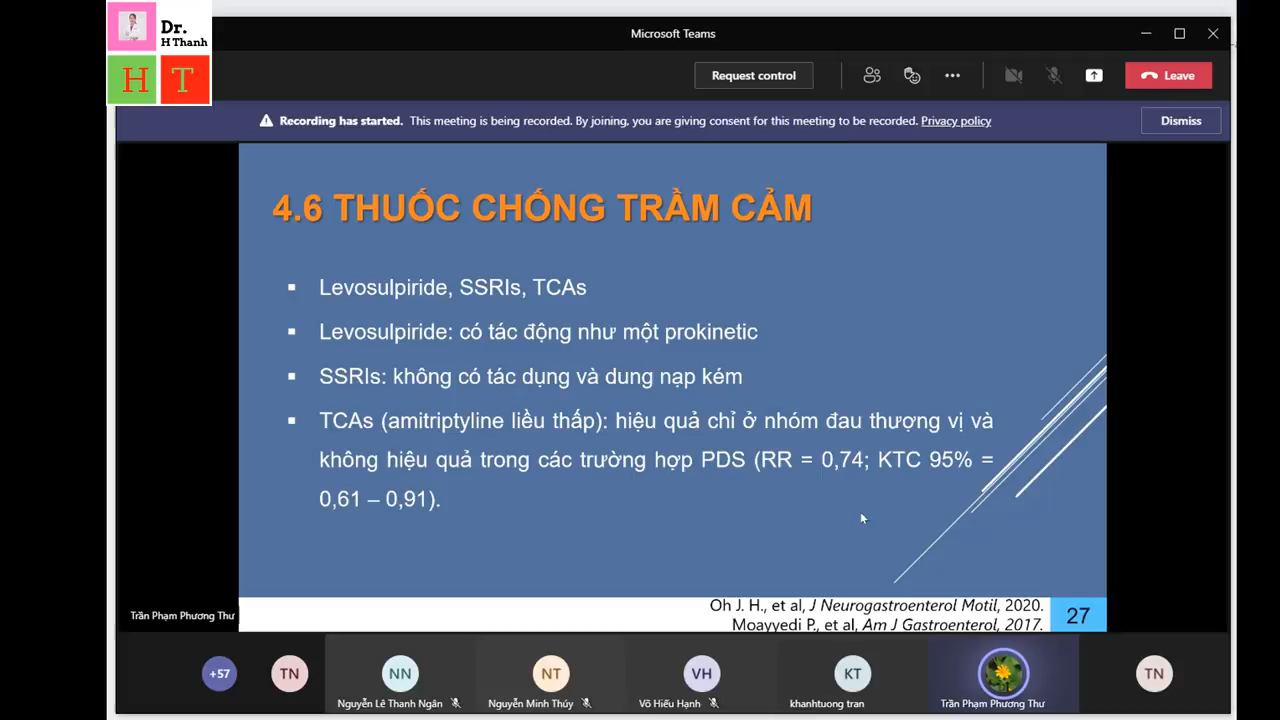 Dr.
H Thanh
H T
Microsoft Teams
Request control
Leave
Recording has started. This meeting is being recorded. By joining, you are giving consent for this meeting to be recorded. Privacy policy
Dismiss
4.6 THUỐC CHỐNG TRẦM CẢM
▪ Levosulpiride, SSRIs, TCAs
▪ Levosulpiride: có tác động như một prokinetic
▪ SSRIs: không có tác dụng và dung nạp kém
▪ TCAs (amitriptyline liều thấp): hiệu quả chỉ ở nhóm đau thượng vị và
không hiệu quả trong các trường hợp PDS (RR = 0,74; KTC 95% =
0,61 – 0,91).
Oh J. H., et al, J Neurogastroenterol Motil, 2020.
Moayyedi P., et al, Am J Gastroenterol, 2017.
27
Trần Phạm Phương Thư
+57
TN
NN
NT
VH
KT
TN
Nguyễn Lê Thanh Ngân
Nguyễn Minh Thúy
Võ Hiếu Hạnh
khanhtuong tran
Trần Phạm Phương Thư